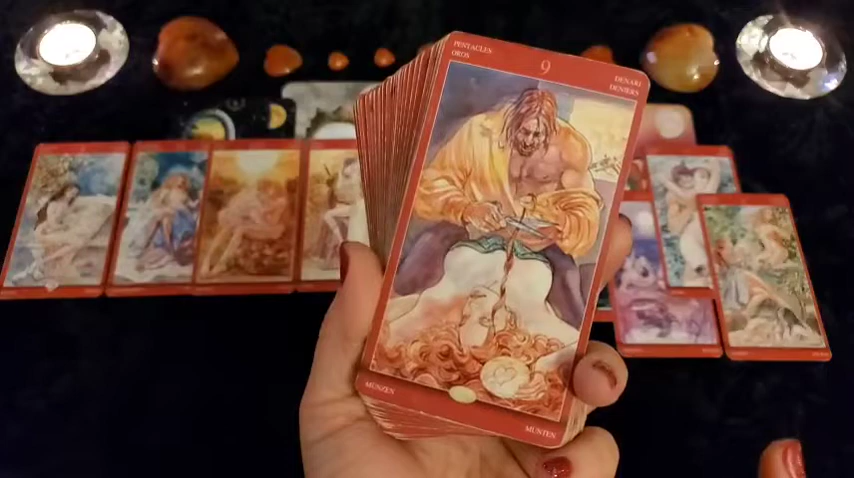 PENTACLES
OROS
9
DENARI
DENIERS
MÜNZEN
MUNTEN